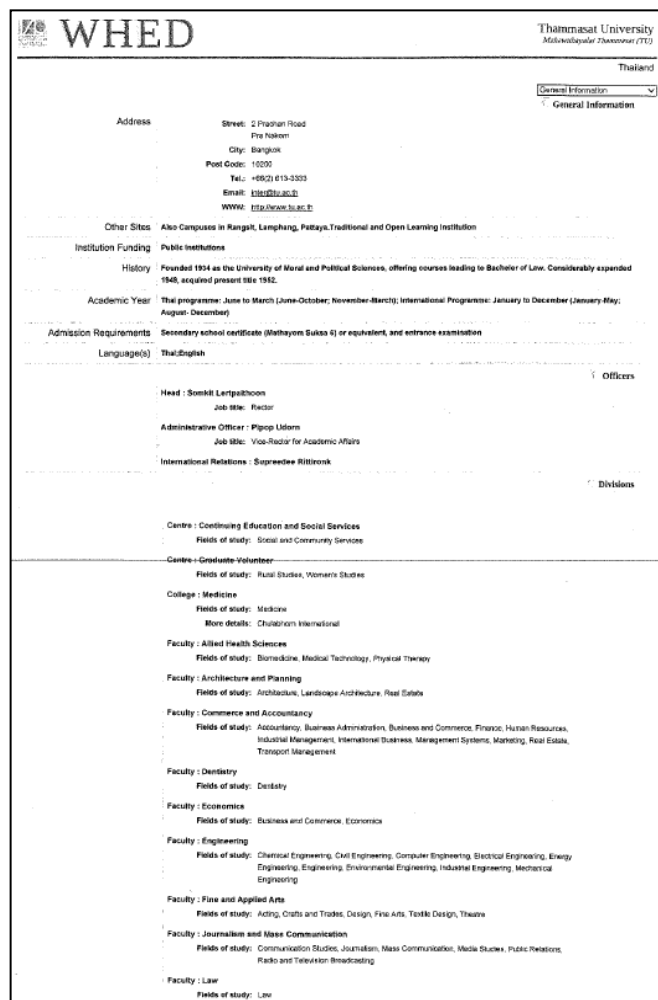 WHED
Thammasat University
Mahawithayalai Thammasat (TU)
Thailand
General Information
General Information
Address
Street: 2 Prachan Road
Pra Nakorn
City: Bangkok
Post Code: 10200
Tel.: +66(2) 613-3333
Email: inter@tu.ac.th
WWW: http://www.tu.ac.th
Other Sites Also Campuses in Rangsit, Lamphang, Pattaya.Traditional and Open Learning Institution
Institution Funding Public Institutions
History Founded 1934 as the University of Moral and Political Sciences, offering courses leading to Bachelor of Law. Considerably expended
1949, acquired present title 1952.
Academic Year Thai programme: June to March (June-October; November-March); International Programme: January to December (January-May;
August- December)
Admission Requirements Secondary school certificate (Mathayom Suksa 6) or equivalent, and entrance examination
Language(s) Thai;English
Officers
Head : Somkit Lertpaithoon
Job title: Rector
Administrative Officer : Pipop Udorn
Job title: Vice-Rector for Academic Affairs
International Relations : Supreedee Rittironk
Divisions
Centre : Continuing Education and Social Services
Fields of study: Social and Community Services
Centre : Graduate Volunteer
Fields of study: Rural Studies, Women's Studies
College : Medicine
Fields of study: Medicine
More details: Chulabhorn International
Faculty : Allied Health Sciences
Fields of study: Biomedicine, Medical Technology, Physical Therapy
Faculty : Architecture and Planning
Fields of study: Architecture, Landscape Architecture, Real Estate
Faculty : Commerce and Accountancy
Fields of study: Accountancy, Business Administration, Business and Commerce, Finance, Human Resources,
Industrial Management, International Business, Management Systems, Marketing, Real Estate,
Transport Management
Faculty : Dentistry
Fields of study: Dentistry
Faculty : Economics
Fields of study: Business and Commerce, Economics
Faculty : Engineering
Fields of study: Chemical Engineering, Civil Engineering, Computer Engineering, Electrical Engineering, Energy
Engineering, Engineering, Environmental Engineering, Industrial Engineering, Mechanical
Engineering
Faculty : Fine and Applied Arts
Fields of study: Acting, Crafts and Trades, Design, Fine Arts, Textile Design, Theatre
Faculty : Journalism and Mass Communication
Fields of study: Communication Studies, Journalism, Mass Communication, Media Studies, Public Relations,
Radio and Television Broadcasting
Faculty : Law
Fields of study: Law